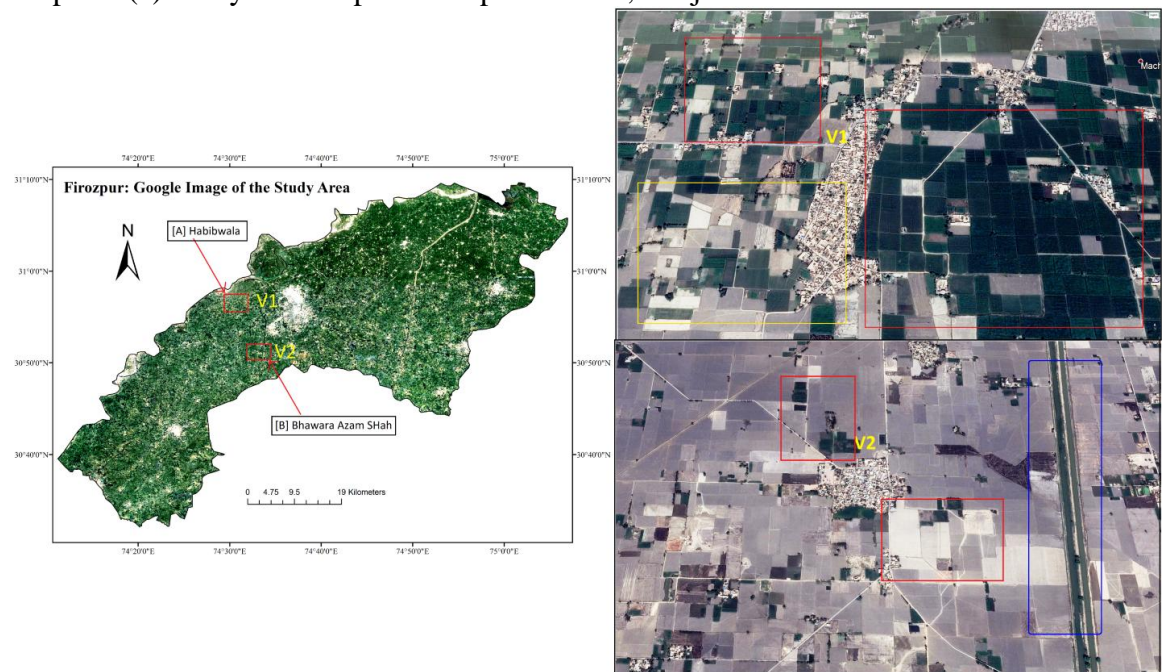 74°20'0"E 74°30'0"E 74°40'0"E 74°50'0"E 75°0'0"E
31°10'0"N 31°10'0"N
Firozpur: Google Image of the Study Area
[A] Habibwala
N
31°0'0"N 31°0'0"N
V1
V2
30°50'0"N 30°50'0"N
[B] Bhawara Azam SHah
30°40'0"N 30°40'0"N
0 4.75 9.5 19 Kilometers
74°20'0"E 74°30'0"E 74°40'0"E 74°50'0"E 75°0'0"E
Mach
V1
V2